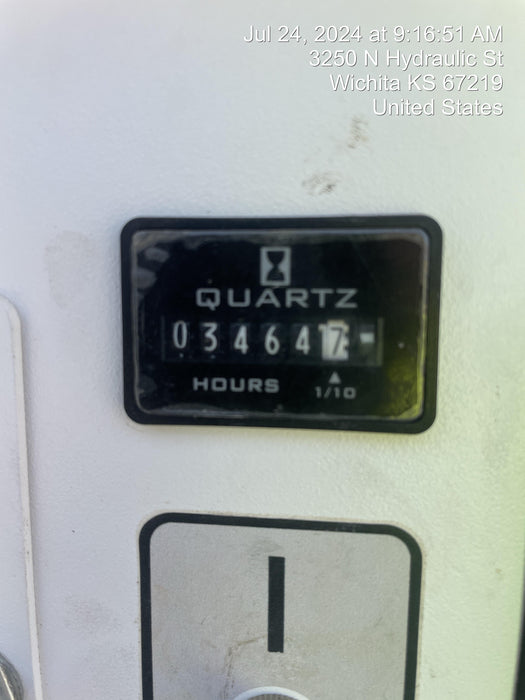 Jul 24, 2024 at 9:16:51 AM
3250 N Hydraulic St
Wichita KS 67219
United States
QUARTZ
034647
HOURS 1/10